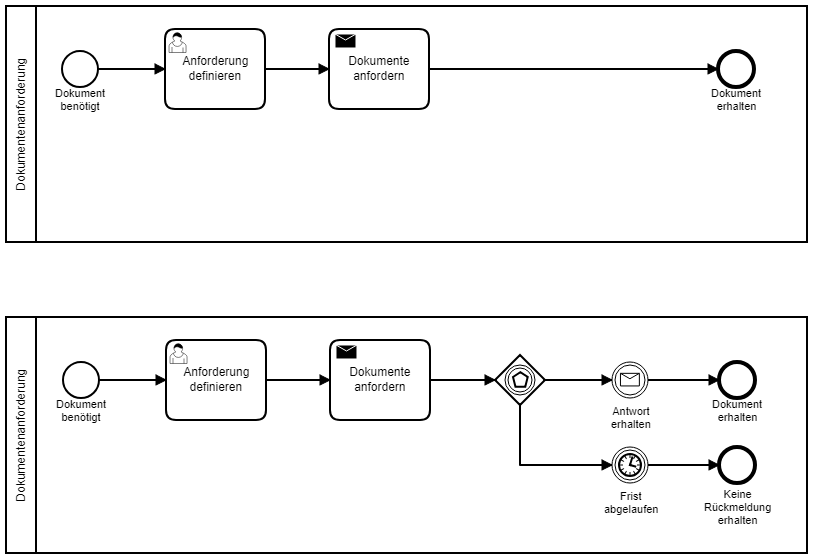 Dokumentenanforderung
Dokument
benötigt
Anforderung
definieren
Dokumente
anfordern
Dokument
erhalten
Dokumentenanforderung
Dokument
benötigt
Anforderung
definieren
Dokumente
anfordern
Antwort
erhalten
Dokument
erhalten
Frist
abgelaufen
Keine
Rückmeldung
erhalten